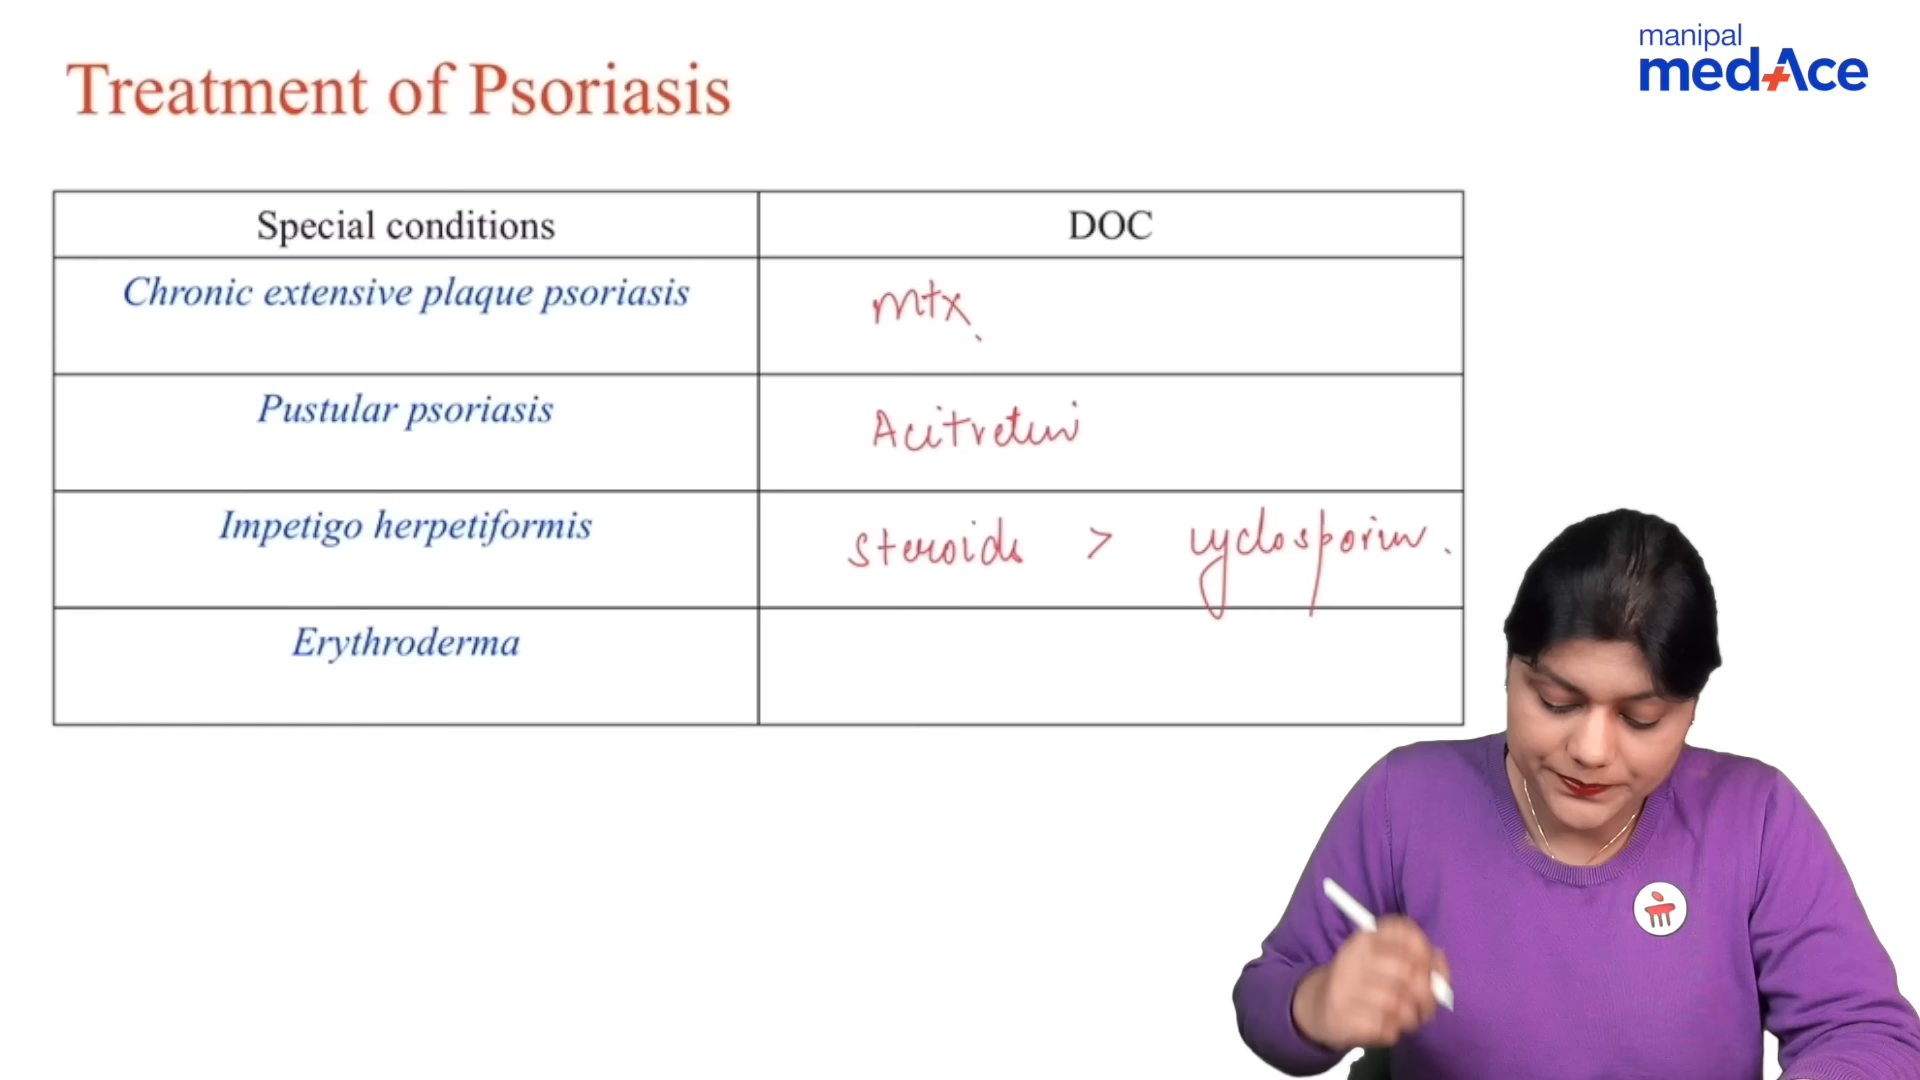 manipal
medAce
Treatment of Psoriasis
Special conditions DOC
Chronic extensive plaque psoriasis mtx
Pustular psoriasis Acitretin
Impetigo herpetiformis steroids > cyclosporin.
Erythroderma